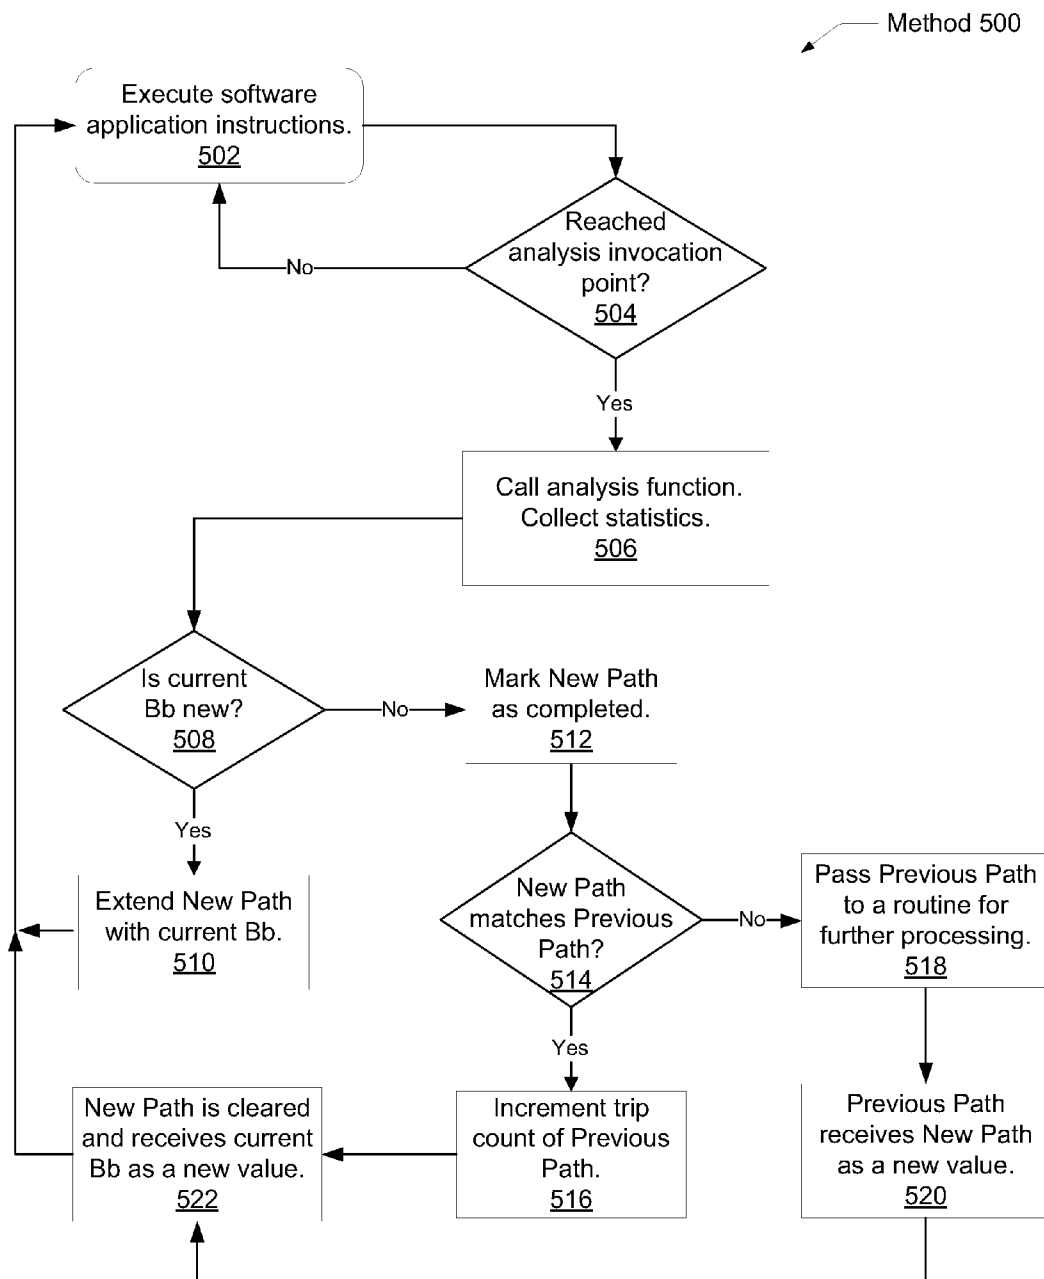 Method 500
Execute software
application instructions.
502
Reached
analysis invocation
point?
504
No
Yes
Call analysis function.
Collect statistics.
506
Is current
Bb new?
508
No
Mark New Path
as completed.
512
Yes
Extend New Path
with current Bb.
510
New Path
matches Previous
Path?
514
No
Pass Previous Path
to a routine for
further processing.
518
Yes
New Path is cleared
and receives current
Bb as a new value.
522
Increment trip
count of Previous
Path.
516
Previous Path
receives New Path
as a new value.
520